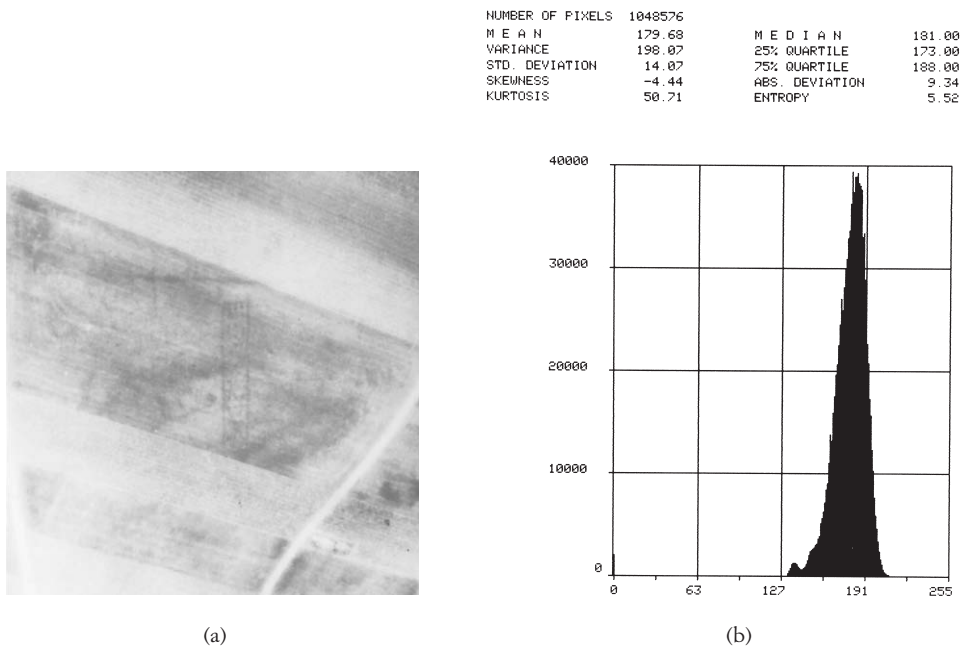 NUMBER OF PIXELS 1048576
M E A N 179.68 M E D I A N 181.00
VARIANCE 198.07 25% QUARTILE 173.00
STD. DEVIATION 14.07 75% QUARTILE 188.00
SKEWNESS -4.44 ABS. DEVIATION 9.34
KURTOSIS 50.71 ENTROPY 5.52
40000
30000
20000
10000
0
0 63 127 191 255
(a) (b)